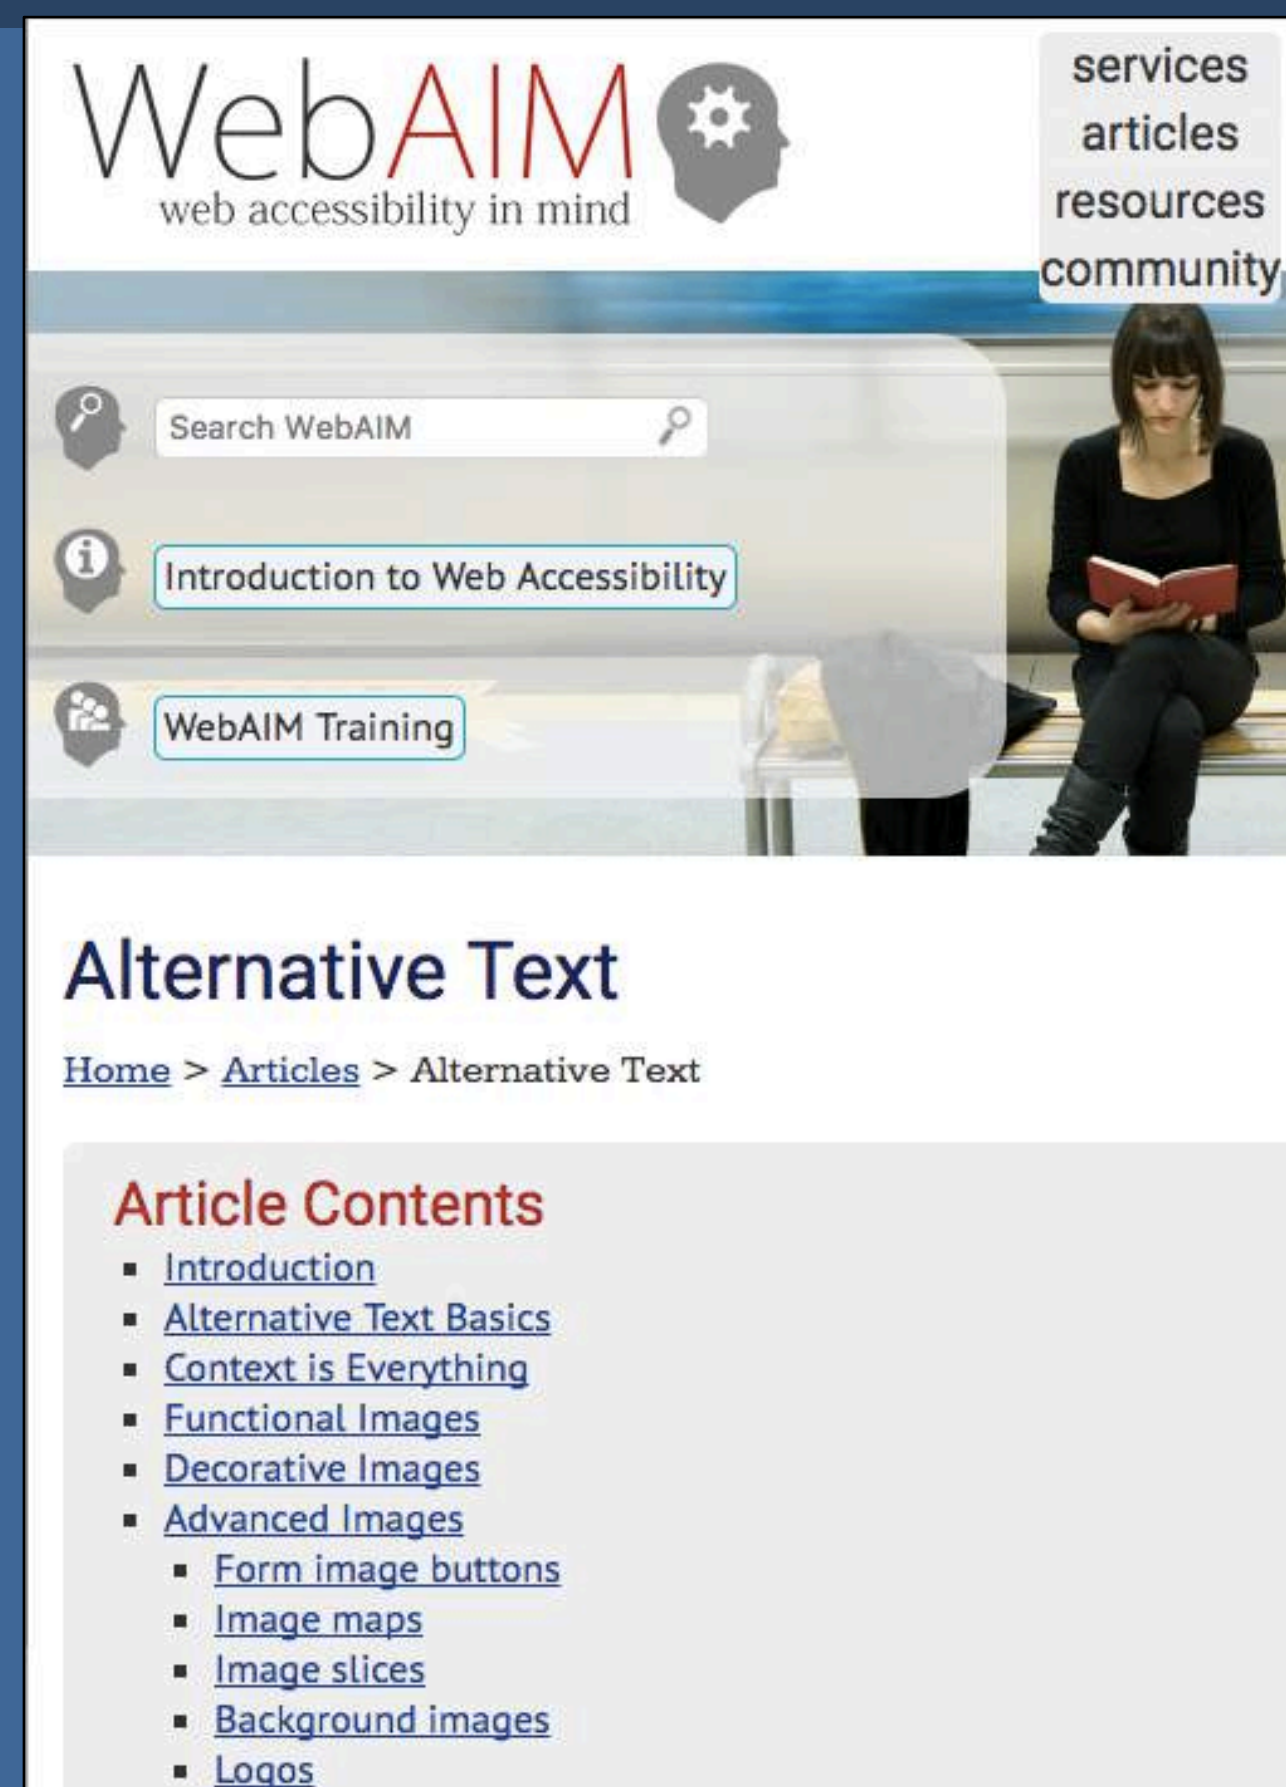 WebAIM
web accessibility in mind
services
articles
resources
community
Search WebAIM
Introduction to Web Accessibility
WebAIM Training
Alternative Text
Home > Articles > Alternative Text
Article Contents
Introduction
Alternative Text Basics
Context is Everything
Functional Images
Decorative Images
Advanced Images
Form image buttons
Image maps
Image slices
Background images
Logos